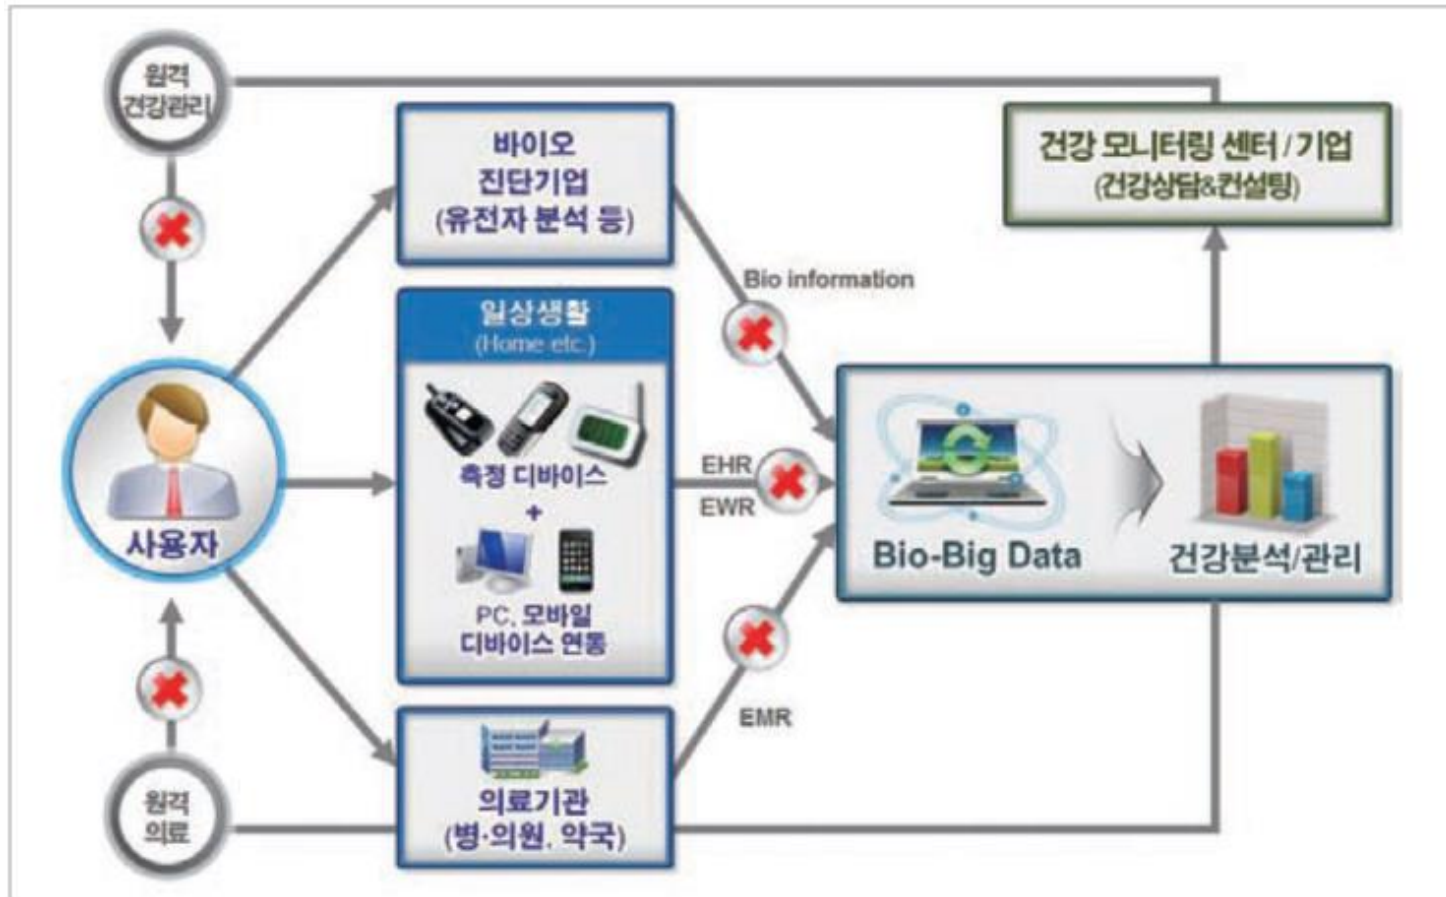 원격
건강관리
바이오
진단기업
(유전자 분석 등)
건강 모니터링 센터 / 기업
(건강상담&컨설팅)
Bio information
일상생활
(Home etc.)
측정 디바이스
+
PC, 모바일
디바이스 연동
EHR
EWR
사용자
Bio-Big Data
건강분석/관리
EMR
원격
의료
의료기관
(병·의원, 약국)